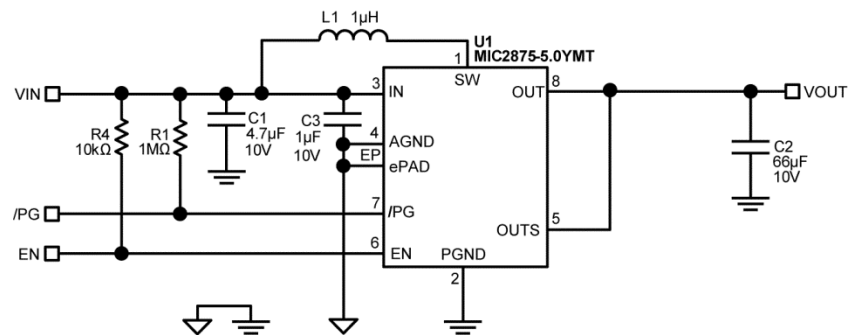 L1 1µH
U1
MIC2875-5.0YMT
1
SW
VIN
3
IN
8
OUT
VOUT
R4
10kΩ
R1
1MΩ
C1
4.7µF
10V
C3
1µF
10V
4
AGND
EP
ePAD
C2
66µF
10V
/PG
7
/PG
5
OUTS
EN
6
EN
PGND
2